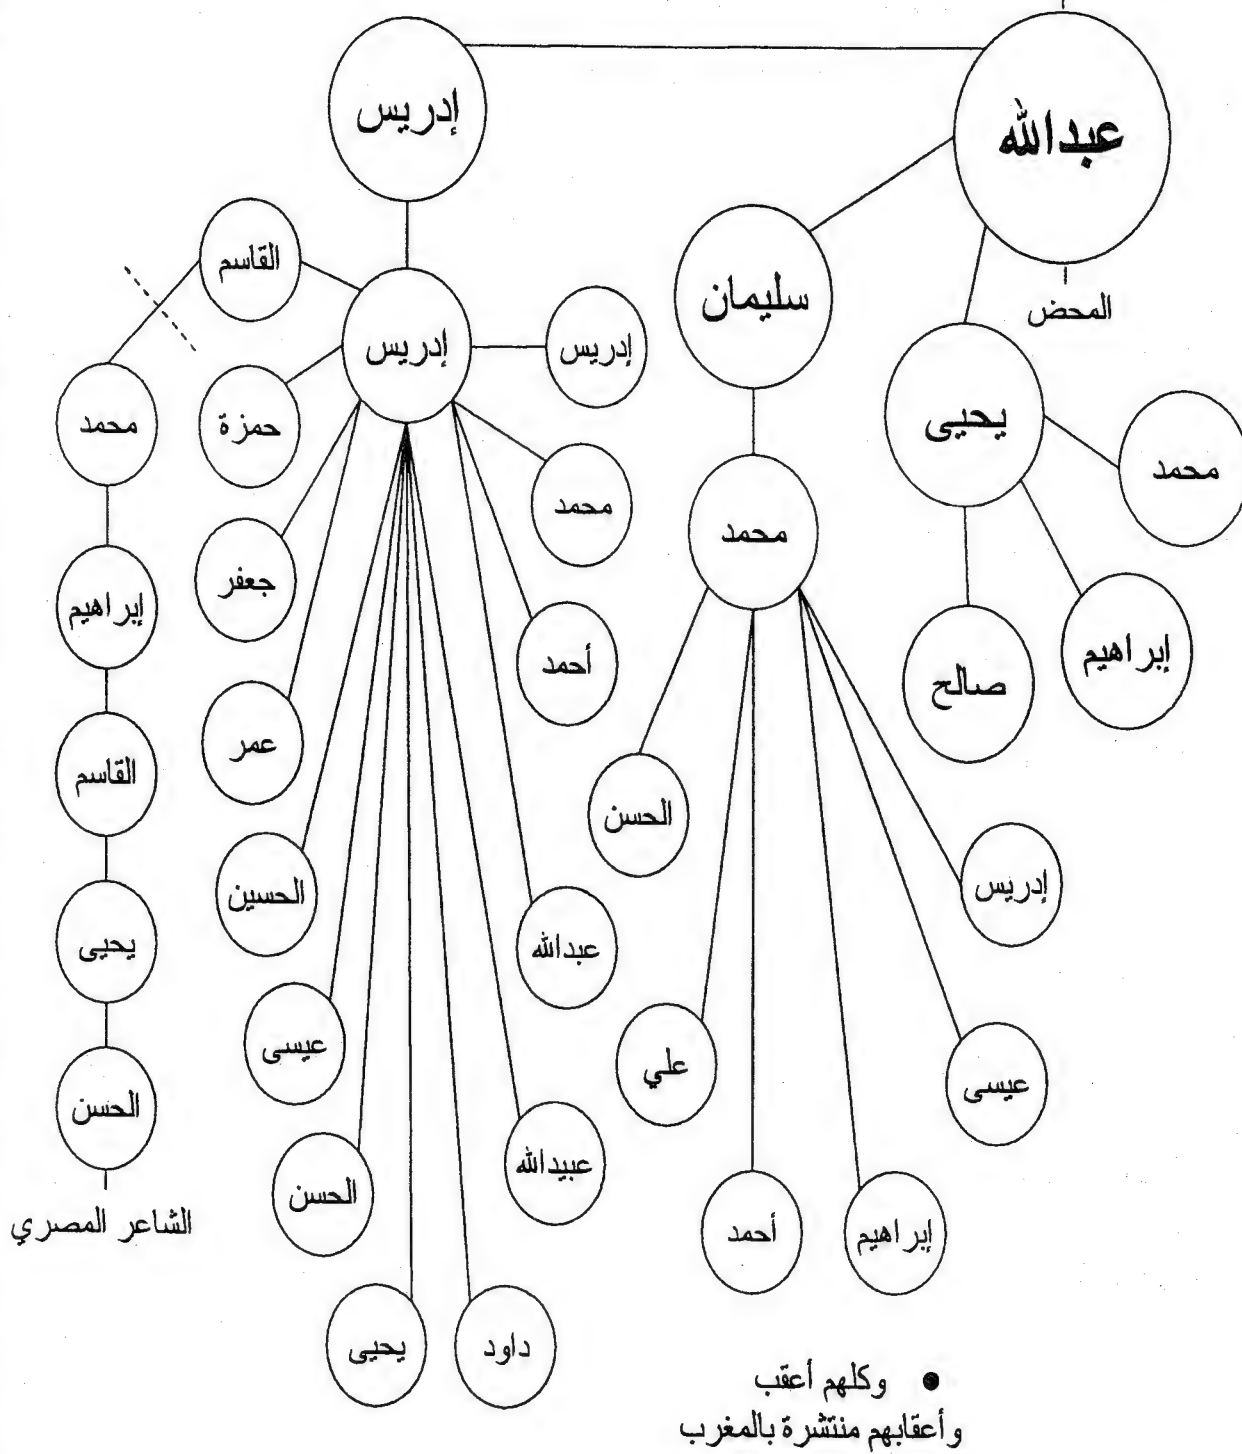 عبدالله
إدريس
المحض
سليمان
يحيى
محمد
إبراهيم
صالح
محمد
إدريس
عيسى
إبراهيم
أحمد
علي
الحسن
إدريس
إدريس
محمد
أحمد
عبدالله
عبيدالله
داود
يحيى
الحسن
عيسى
الحسين
عمر
جعفر
حمزة
القاسم
محمد
إبراهيم
القاسم
يحيى
الحسن
الشاعر المصري
● وكلهم أعقب
وأعقابهم منتشرة بالمغرب